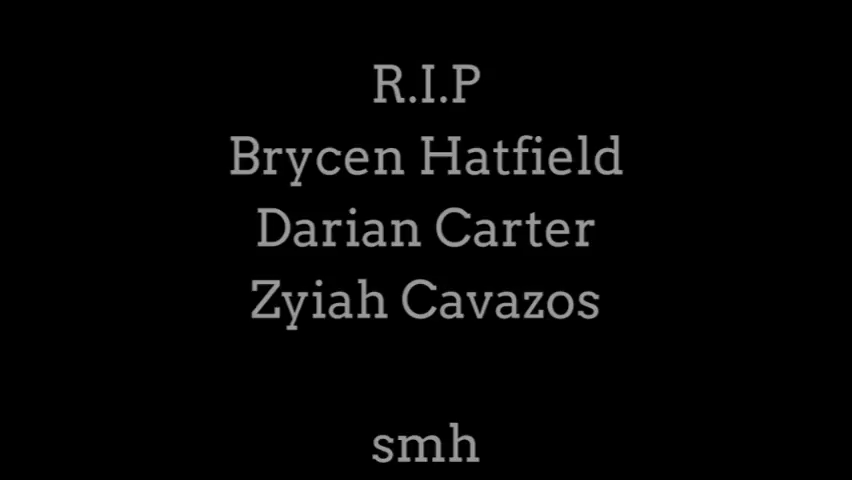 R.I.P
Brycen Hatfield
Darian Carter
Zyiah Cavazos
smh